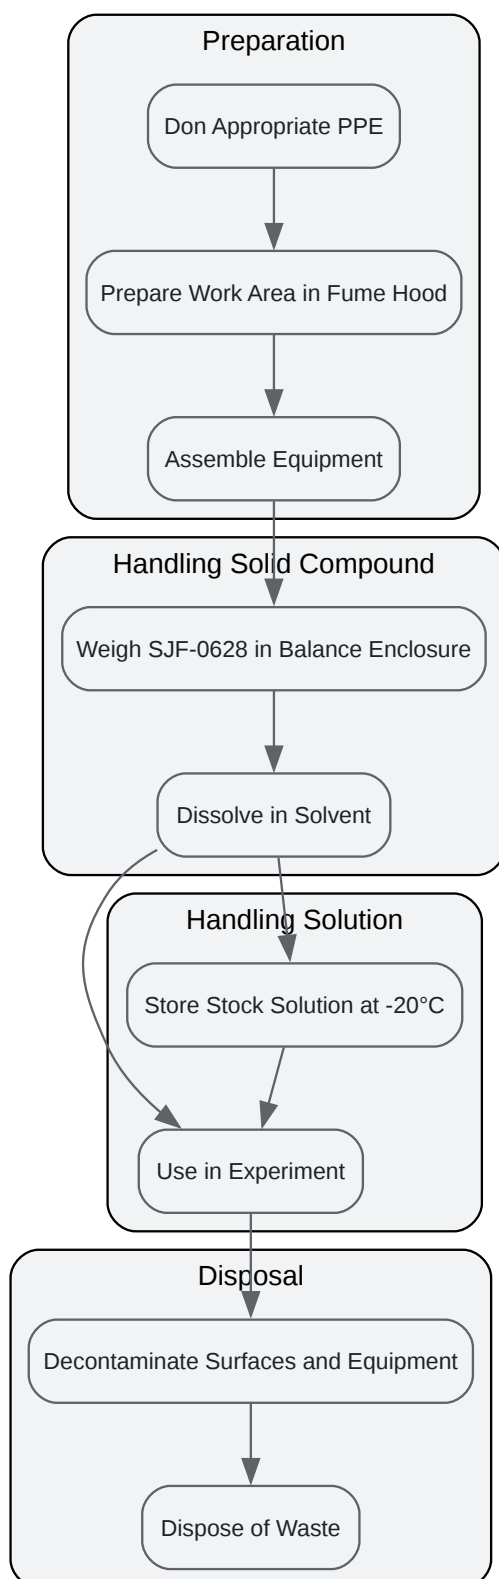 Preparation
Don Appropriate PPE
Prepare Work Area in Fume Hood
Assemble Equipment
Handling Solid Compound
Weigh SJF-0628 in Balance Enclosure
Dissolve in Solvent
Handling Solution
Store Stock Solution at -20°C
Use in Experiment
Disposal
Decontaminate Surfaces and Equipment
Dispose of Waste